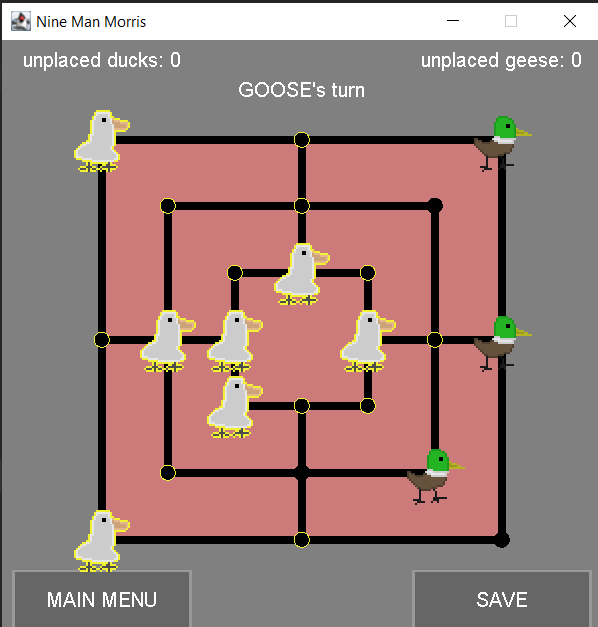 Nine Man Morris
unplaced ducks: 0
unplaced geese: 0
GOOSE's turn
MAIN MENU
SAVE